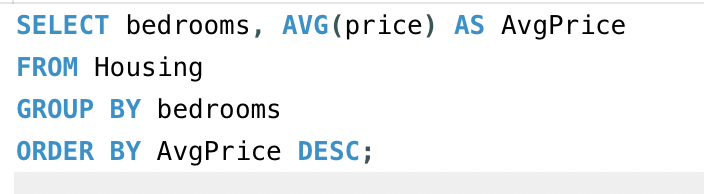 SELECT bedrooms, AVG(price) AS AvgPrice
FROM Housing
GROUP BY bedrooms
ORDER BY AvgPrice DESC;